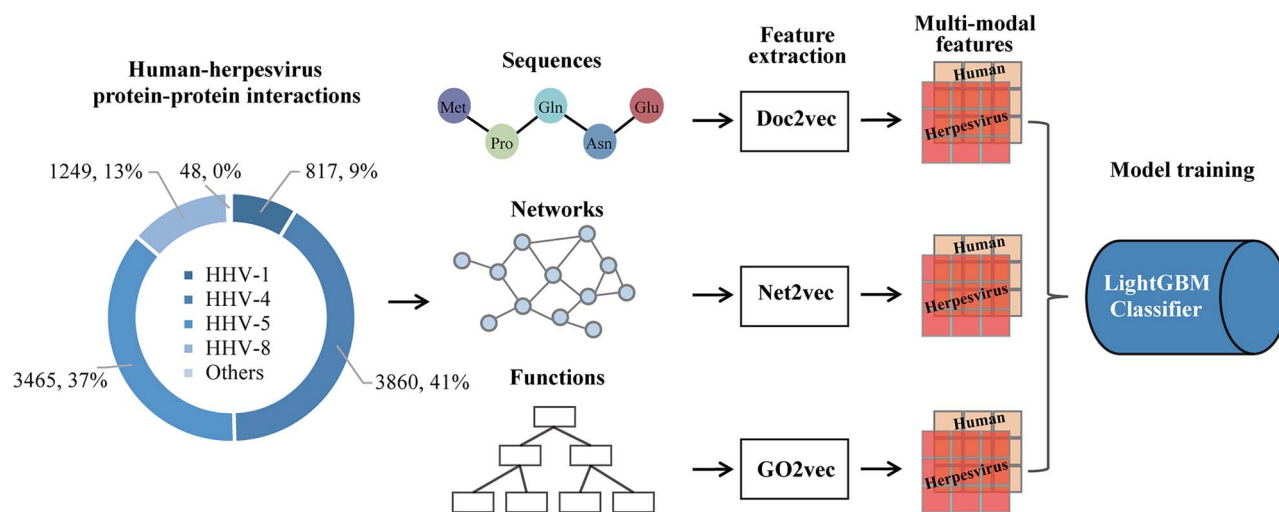 Human-herpesvirus
protein-protein interactions
1249, 13%
48, 0%
817, 9%
HHV-1
HHV-4
HHV-5
HHV-8
Others
3465, 37%
3860, 41%
Sequences
Met
Pro
Gln
Asn
Glu
Networks
Functions
Feature
extraction
Doc2vec
Net2vec
GO2vec
Multi-modal
features
Human
Herpesvirus
Human
Herpesvirus
Human
Herpesvirus
Model training
LightGBM
Classifier